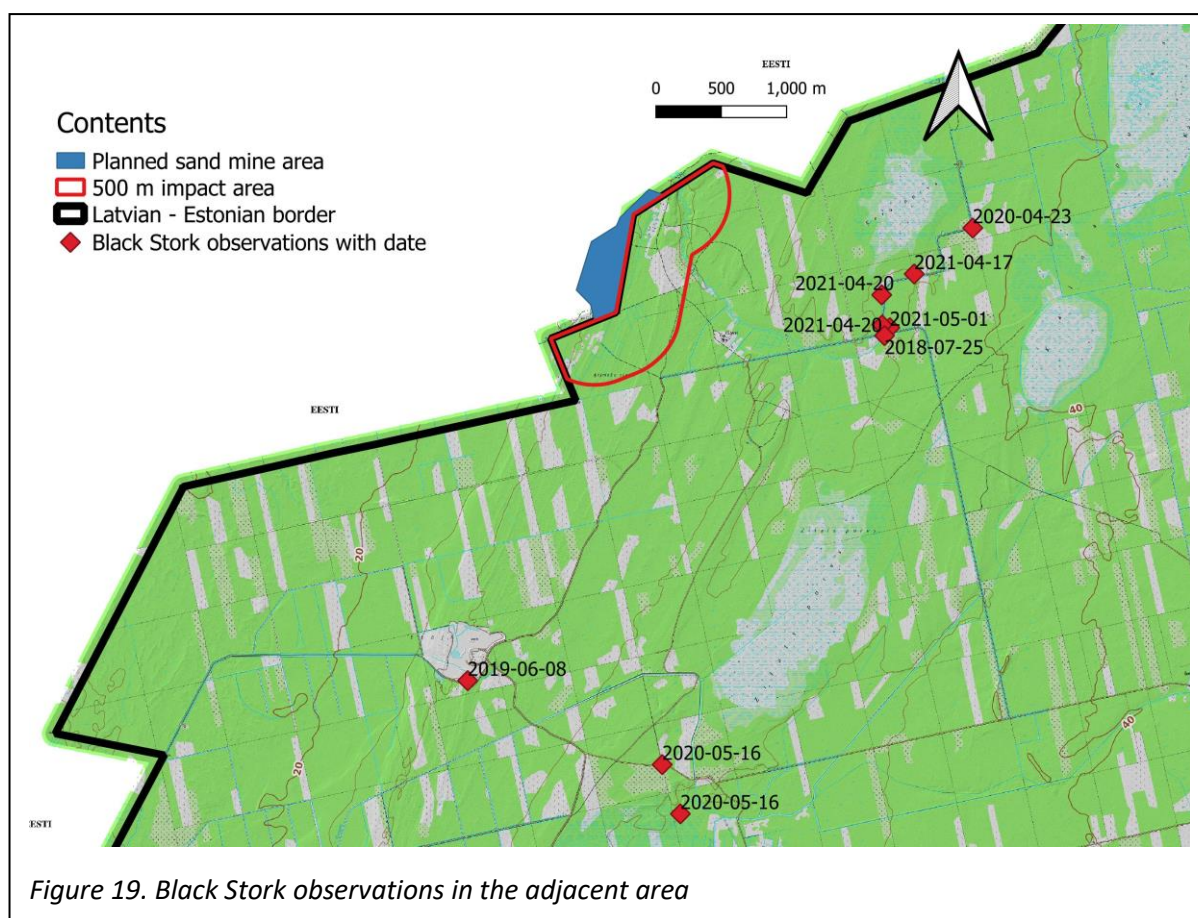 EESTI
0 500 1,000 m
Contents
Planned sand mine area
500 m impact area
Latvian - Estonian border
Black Stork observations with date
2020-04-23
2021-04-17
2021-04-20
2021-04-20
2021-05-01
2018-07-25
EESTI
40
20
2019-06-08
2020-05-16
40
20
2020-05-16
EESTI
Figure 19. Black Stork observations in the adjacent area